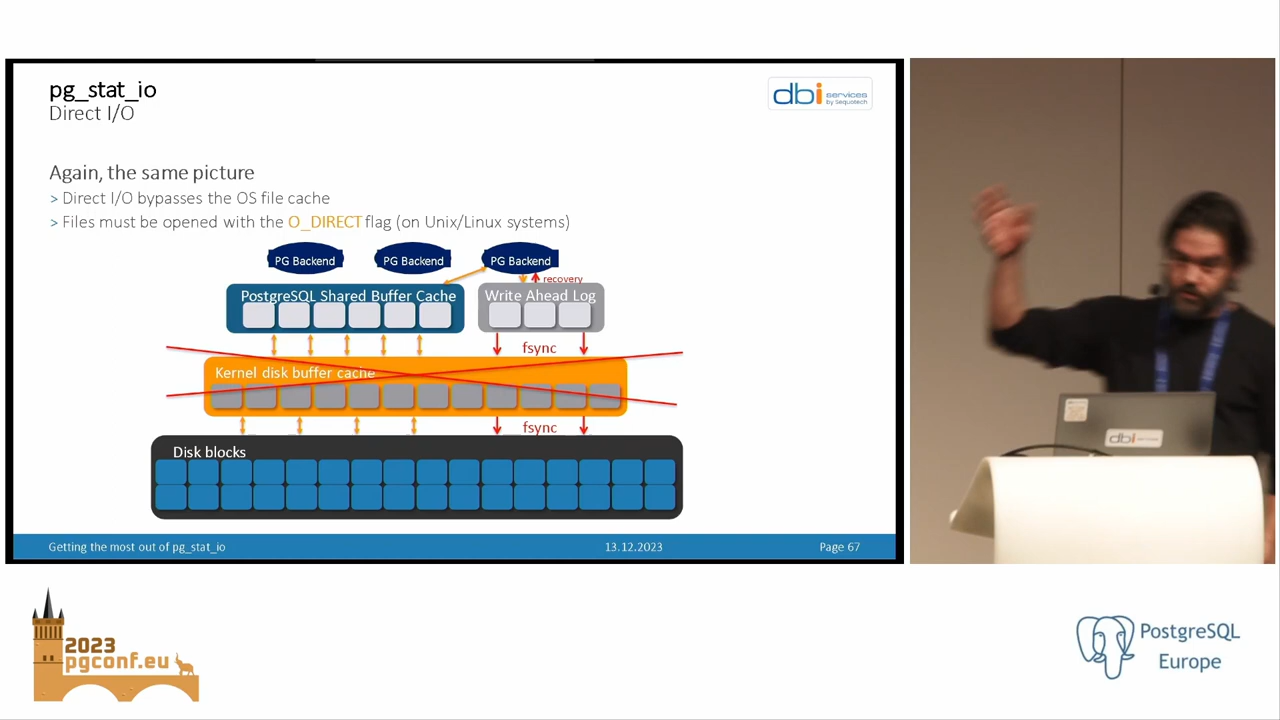 pg_stat_io
Direct I/O
dbi services
by Sequotech
Again, the same picture
> Direct I/O bypasses the OS file cache
> Files must be opened with the O_DIRECT flag (on Unix/Linux systems)
PG Backend
PG Backend
PG Backend
recovery
PostgreSQL Shared Buffer Cache
Write Ahead Log
fsync
Kernel disk buffer cache
fsync
Disk blocks
Getting the most out of pg_stat_io
13.12.2023
Page 67
dbi
2023
pgconf.eu
PostgreSQL
Europe